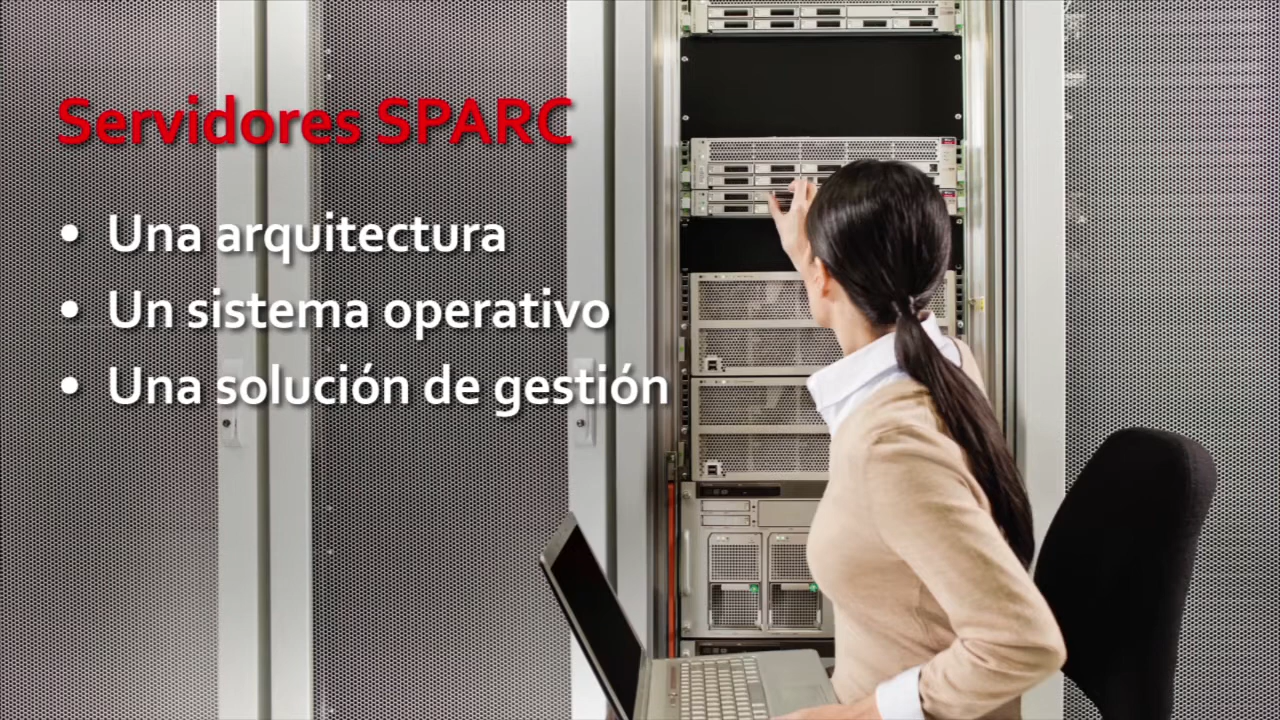 Servidores SPARC
• Una arquitectura
• Un sistema operativo
• Una solución de gestión